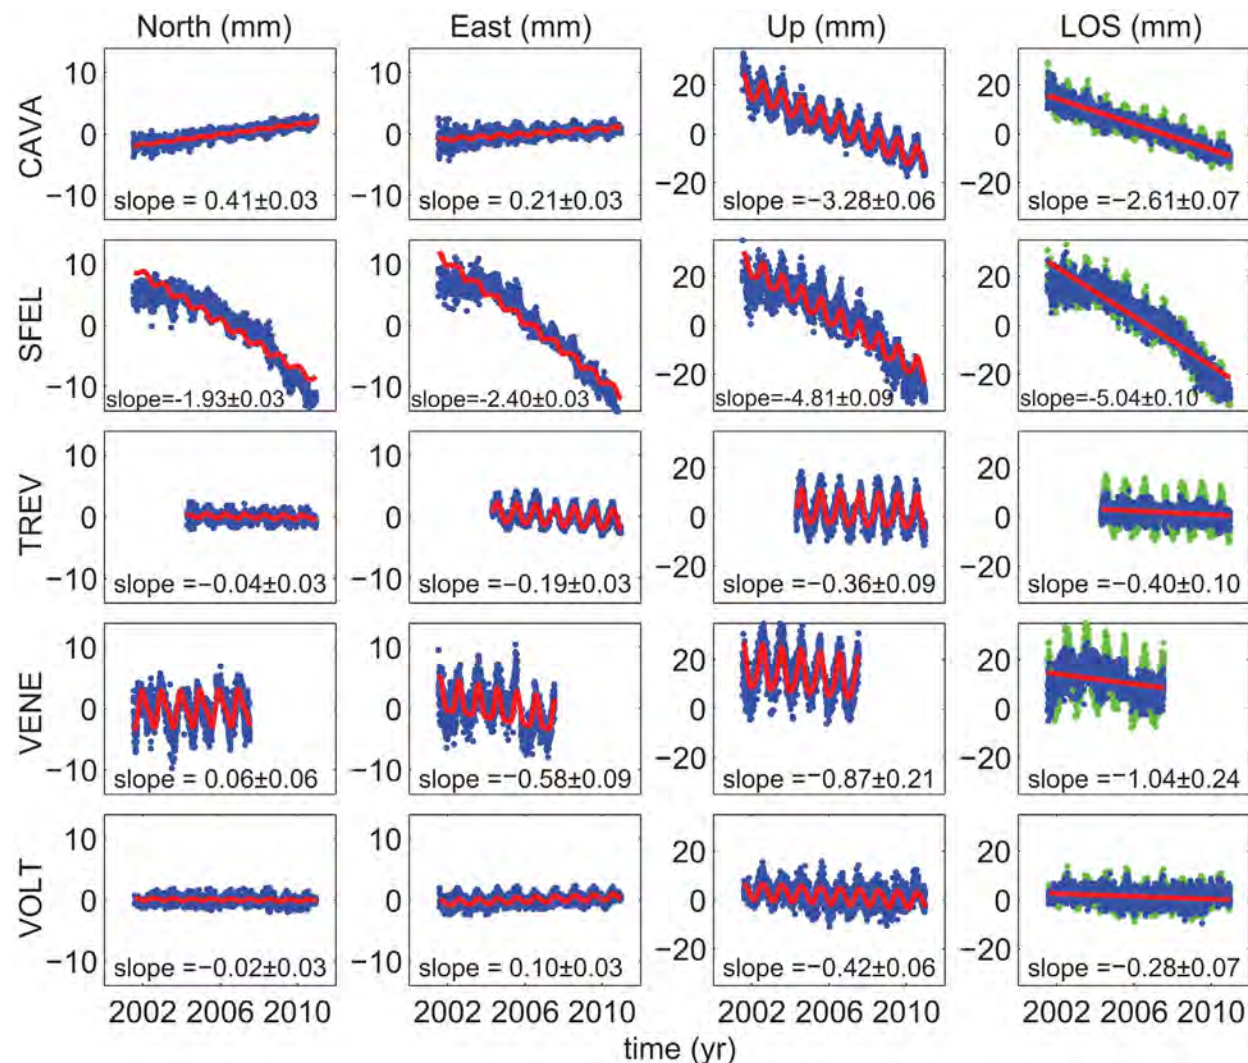 North (mm) East (mm) Up (mm) LOS (mm)
CAVA
10 10 20 20
0 0 0 0
−10 −10 −20 −20
slope = 0.41±0.03 slope = 0.21±0.03 slope =−3.28±0.06 slope =−2.61±0.07
SFEL
10 10 20 20
0 0 0 0
−10 −10 −20 −20
slope=-1.93±0.03 slope=-2.40±0.03 slope=-4.81±0.09 slope=-5.04±0.10
TREV
10 10 20 20
0 0 0 0
−10 −10 −20 −20
slope =−0.04±0.03 slope =−0.19±0.03 slope =−0.36±0.09 slope =−0.40±0.10
VENE
10 10 20 20
0 0 0 0
−10 −10 −20 −20
slope = 0.06±0.06 slope =−0.58±0.09 slope =−0.87±0.21 slope =−1.04±0.24
VOLT
10 10 20 20
0 0 0 0
−10 −10 −20 −20
slope =−0.02±0.03 slope = 0.10±0.03 slope =−0.42±0.06 slope =−0.28±0.07
2002 2006 2010 2002 2006 2010 2002 2006 2010 2002 2006 2010
time (yr)